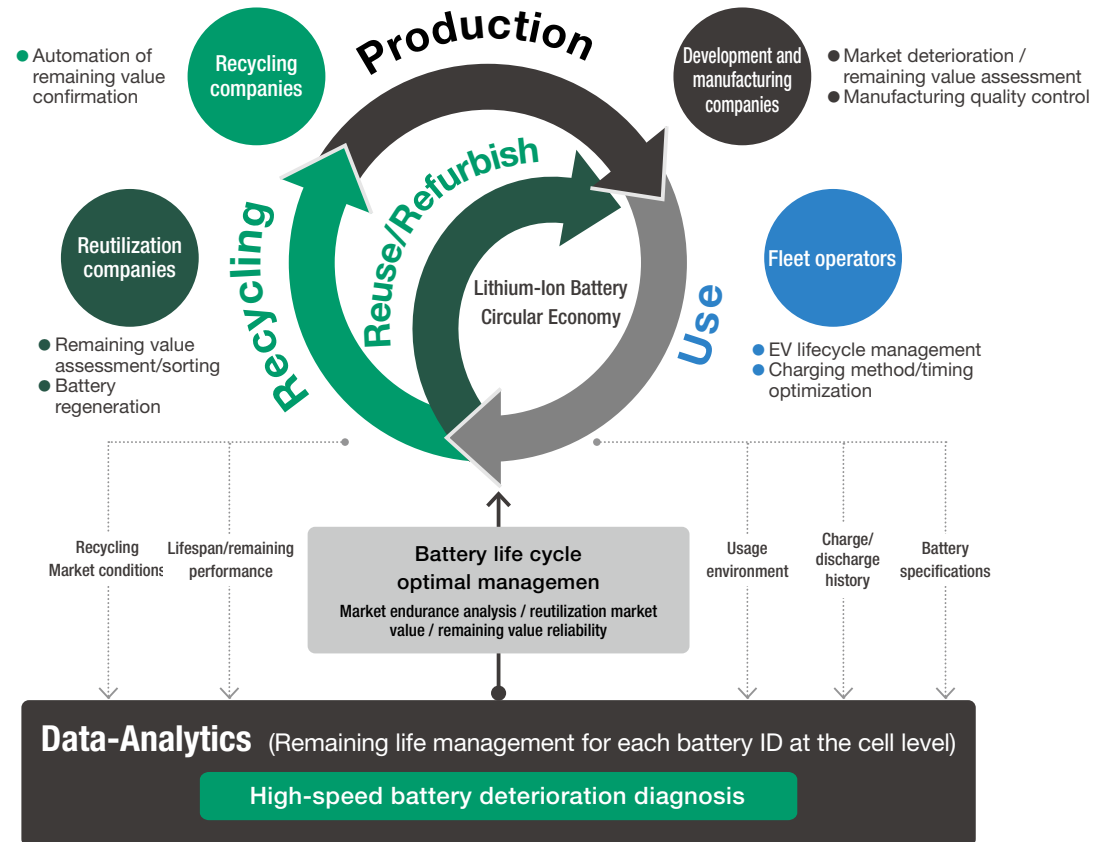 Production
Automation of
remaining value
confirmation
Recycling
companies
Development and
manufacturing
companies
Market deterioration /
remaining value assessment
Manufacturing quality control
Reuse/Refurbish
Recycling
Reutilization
companies
Remaining value
assessment/sorting
Battery
regeneration
Lithium-Ion Battery
Circular Economy
Use
Fleet operators
EV lifecycle management
Charging method/timing
optimization
Recycling
Market conditions
Lifespan/remaining
performance
Battery life cycle
optimal managemen
Market endurance analysis / reutilization market
value / remaining value reliability
Usage
environment
Charge/
discharge
history
Battery
specifications
Data-Analytics (Remaining life management for each battery ID at the cell level)
High-speed battery deterioration diagnosis